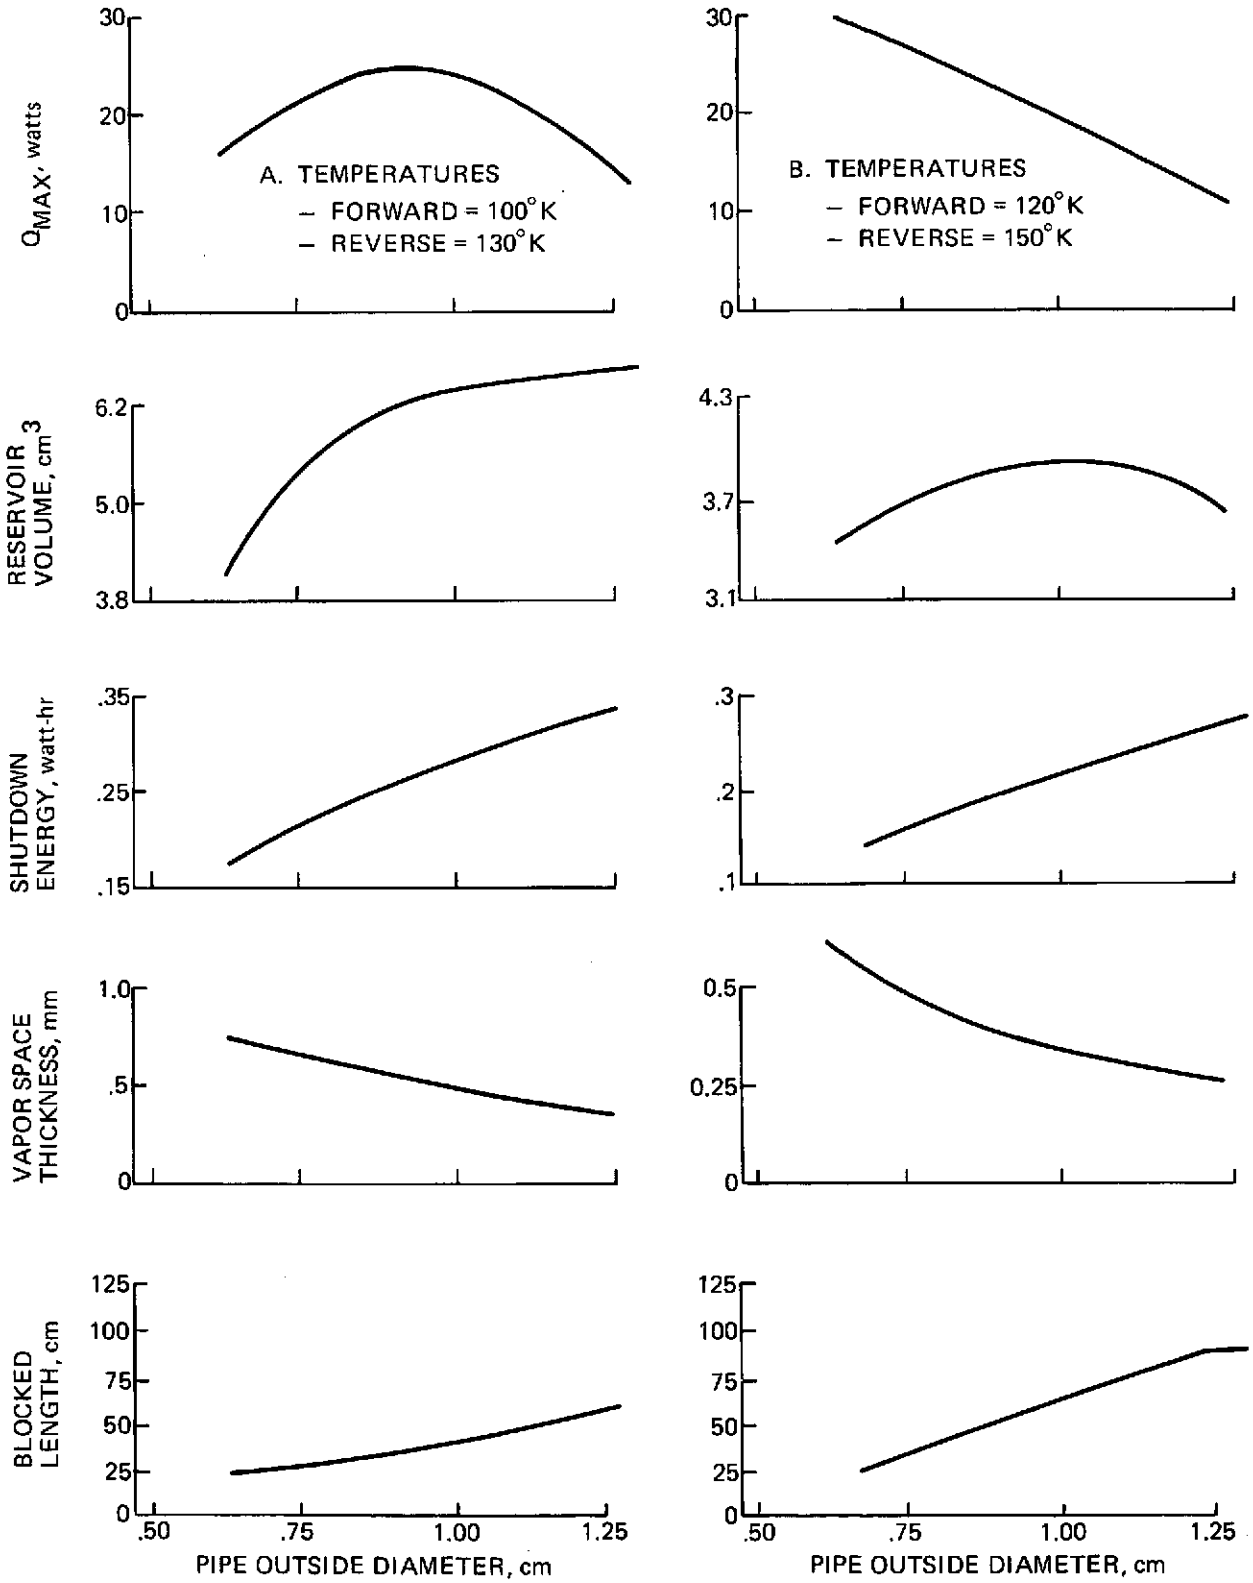 30
20
10
0
QMAX, watts
A. TEMPERATURES
– FORWARD = 100°K
– REVERSE = 130°K
30
20
10
0
B. TEMPERATURES
– FORWARD = 120°K
– REVERSE = 150°K
RESERVOIR
VOLUME, cm3
6.2
5.0
3.8
4.3
3.7
3.1
SHUTDOWN
ENERGY, watt-hr
.35
.25
.15
.3
.2
.1
VAPOR SPACE
THICKNESS, mm
1.0
.5
0
0.5
0.25
0
BLOCKED
LENGTH, cm
125
100
75
50
25
0
.50 .75 1.00 1.25
PIPE OUTSIDE DIAMETER, cm
125
100
75
50
25
0
.50 .75 1.00 1.25
PIPE OUTSIDE DIAMETER, cm